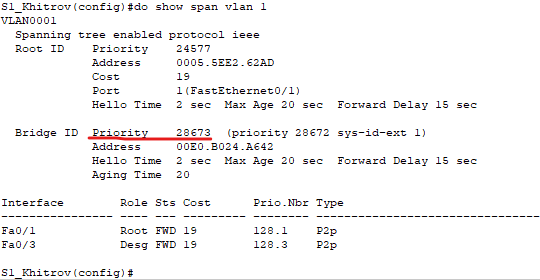 S1_Khitrov(config)#do show span vlan 1
VLAN0001
  Spanning tree enabled protocol ieee
  Root ID    Priority    24577
             Address     0005.5EE2.62AD
             Cost        19
             Port        1(FastEthernet0/1)
             Hello Time  2 sec  Max Age 20 sec  Forward Delay 15 sec

  Bridge ID  Priority    28673  (priority 28672 sys-id-ext 1)
             Address     00E0.B024.A642
             Hello Time  2 sec  Max Age 20 sec  Forward Delay 15 sec
             Aging Time  20

Interface        Role Sts Cost      Prio.Nbr Type
---------------- ---- --- --------- -------- --------------------------------
Fa0/1            Root FWD 19        128.1    P2p
Fa0/3            Desg FWD 19        128.3    P2p

S1_Khitrov(config)#